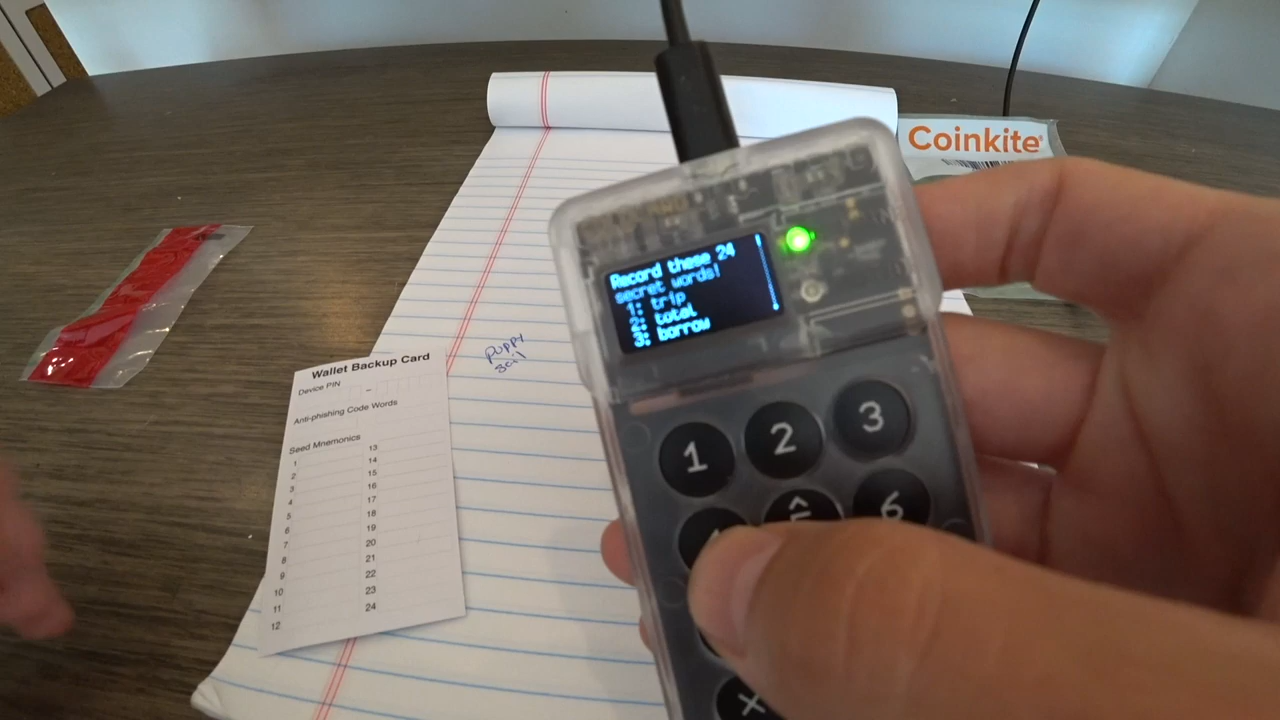 Coinkite
Record these 24
secret words!
1: trip
2: total
3: borrow
puppy
sail
Wallet Backup Card
Device PIN
–
Anti-phishing Code Words
Seed Mnemonics
1
2
3
4
5
6
7
8
9
10
11
12
13
14
15
16
17
18
19
20
21
22
23
24
1
2
3
6